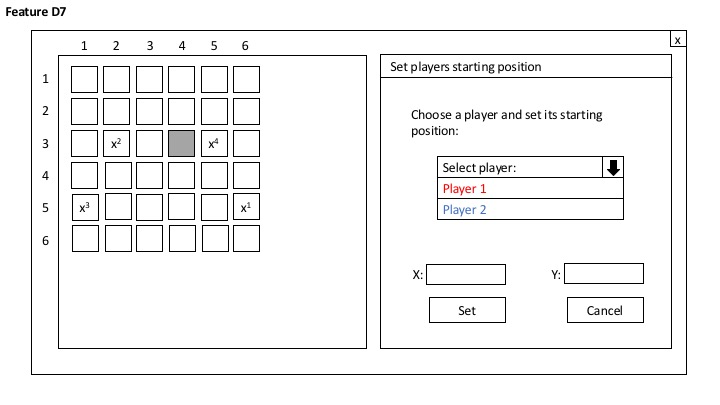 Feature D7
x
1 2 3 4 5 6
1
2
3 x² x⁴
4
5 x³ x¹
6
Set players starting position
Choose a player and set its starting
position:
Select player:
Player 1
Player 2
X: Y:
Set Cancel